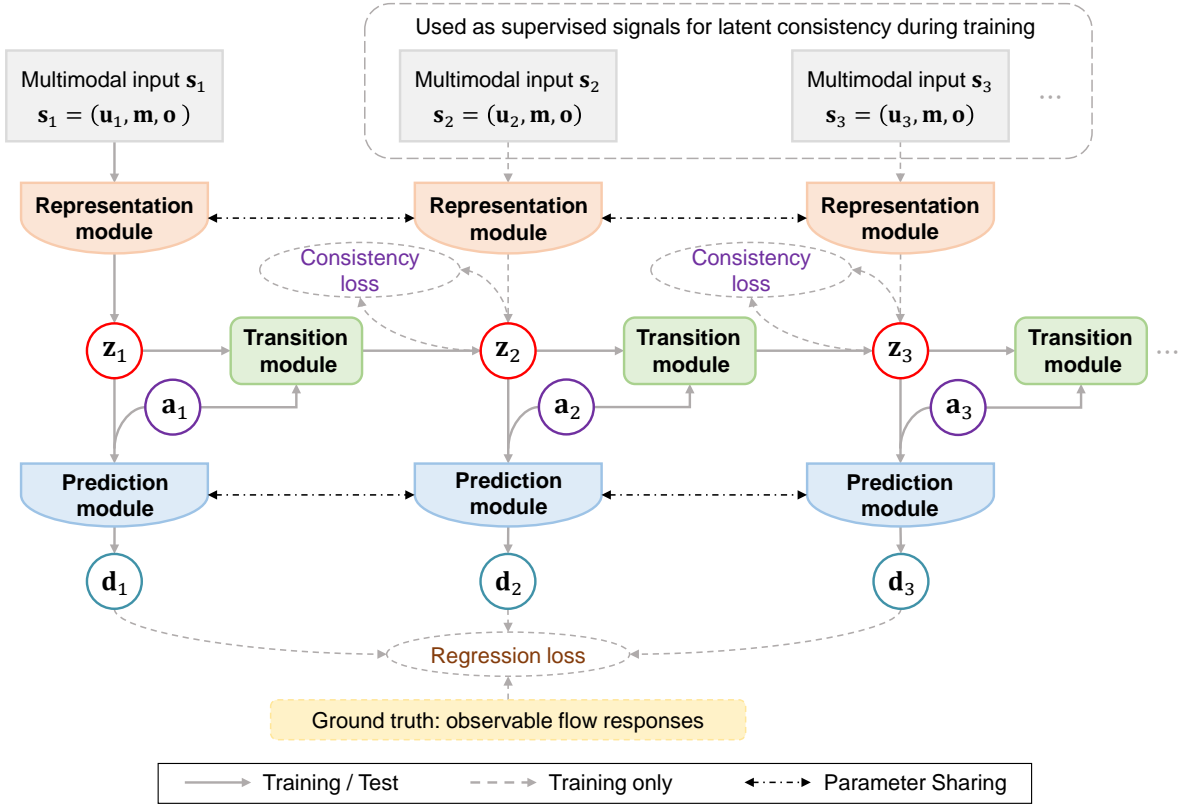 Used as supervised signals for latent consistency during training
Multimodal input s₁
s₁ = (u₁, m, o )
Multimodal input s₂
s₂ = (u₂, m, o)
Multimodal input s₃
s₃ = (u₃, m, o)
...
Representation
module
Representation
module
Representation
module
Consistency
loss
Consistency
loss
z₁
Transition
module
z₂
Transition
module
z₃
Transition
module
...
a₁
a₂
a₃
Prediction
module
Prediction
module
Prediction
module
d₁
d₂
d₃
Regression loss
Ground truth: observable flow responses
Training / Test
Training only
Parameter Sharing